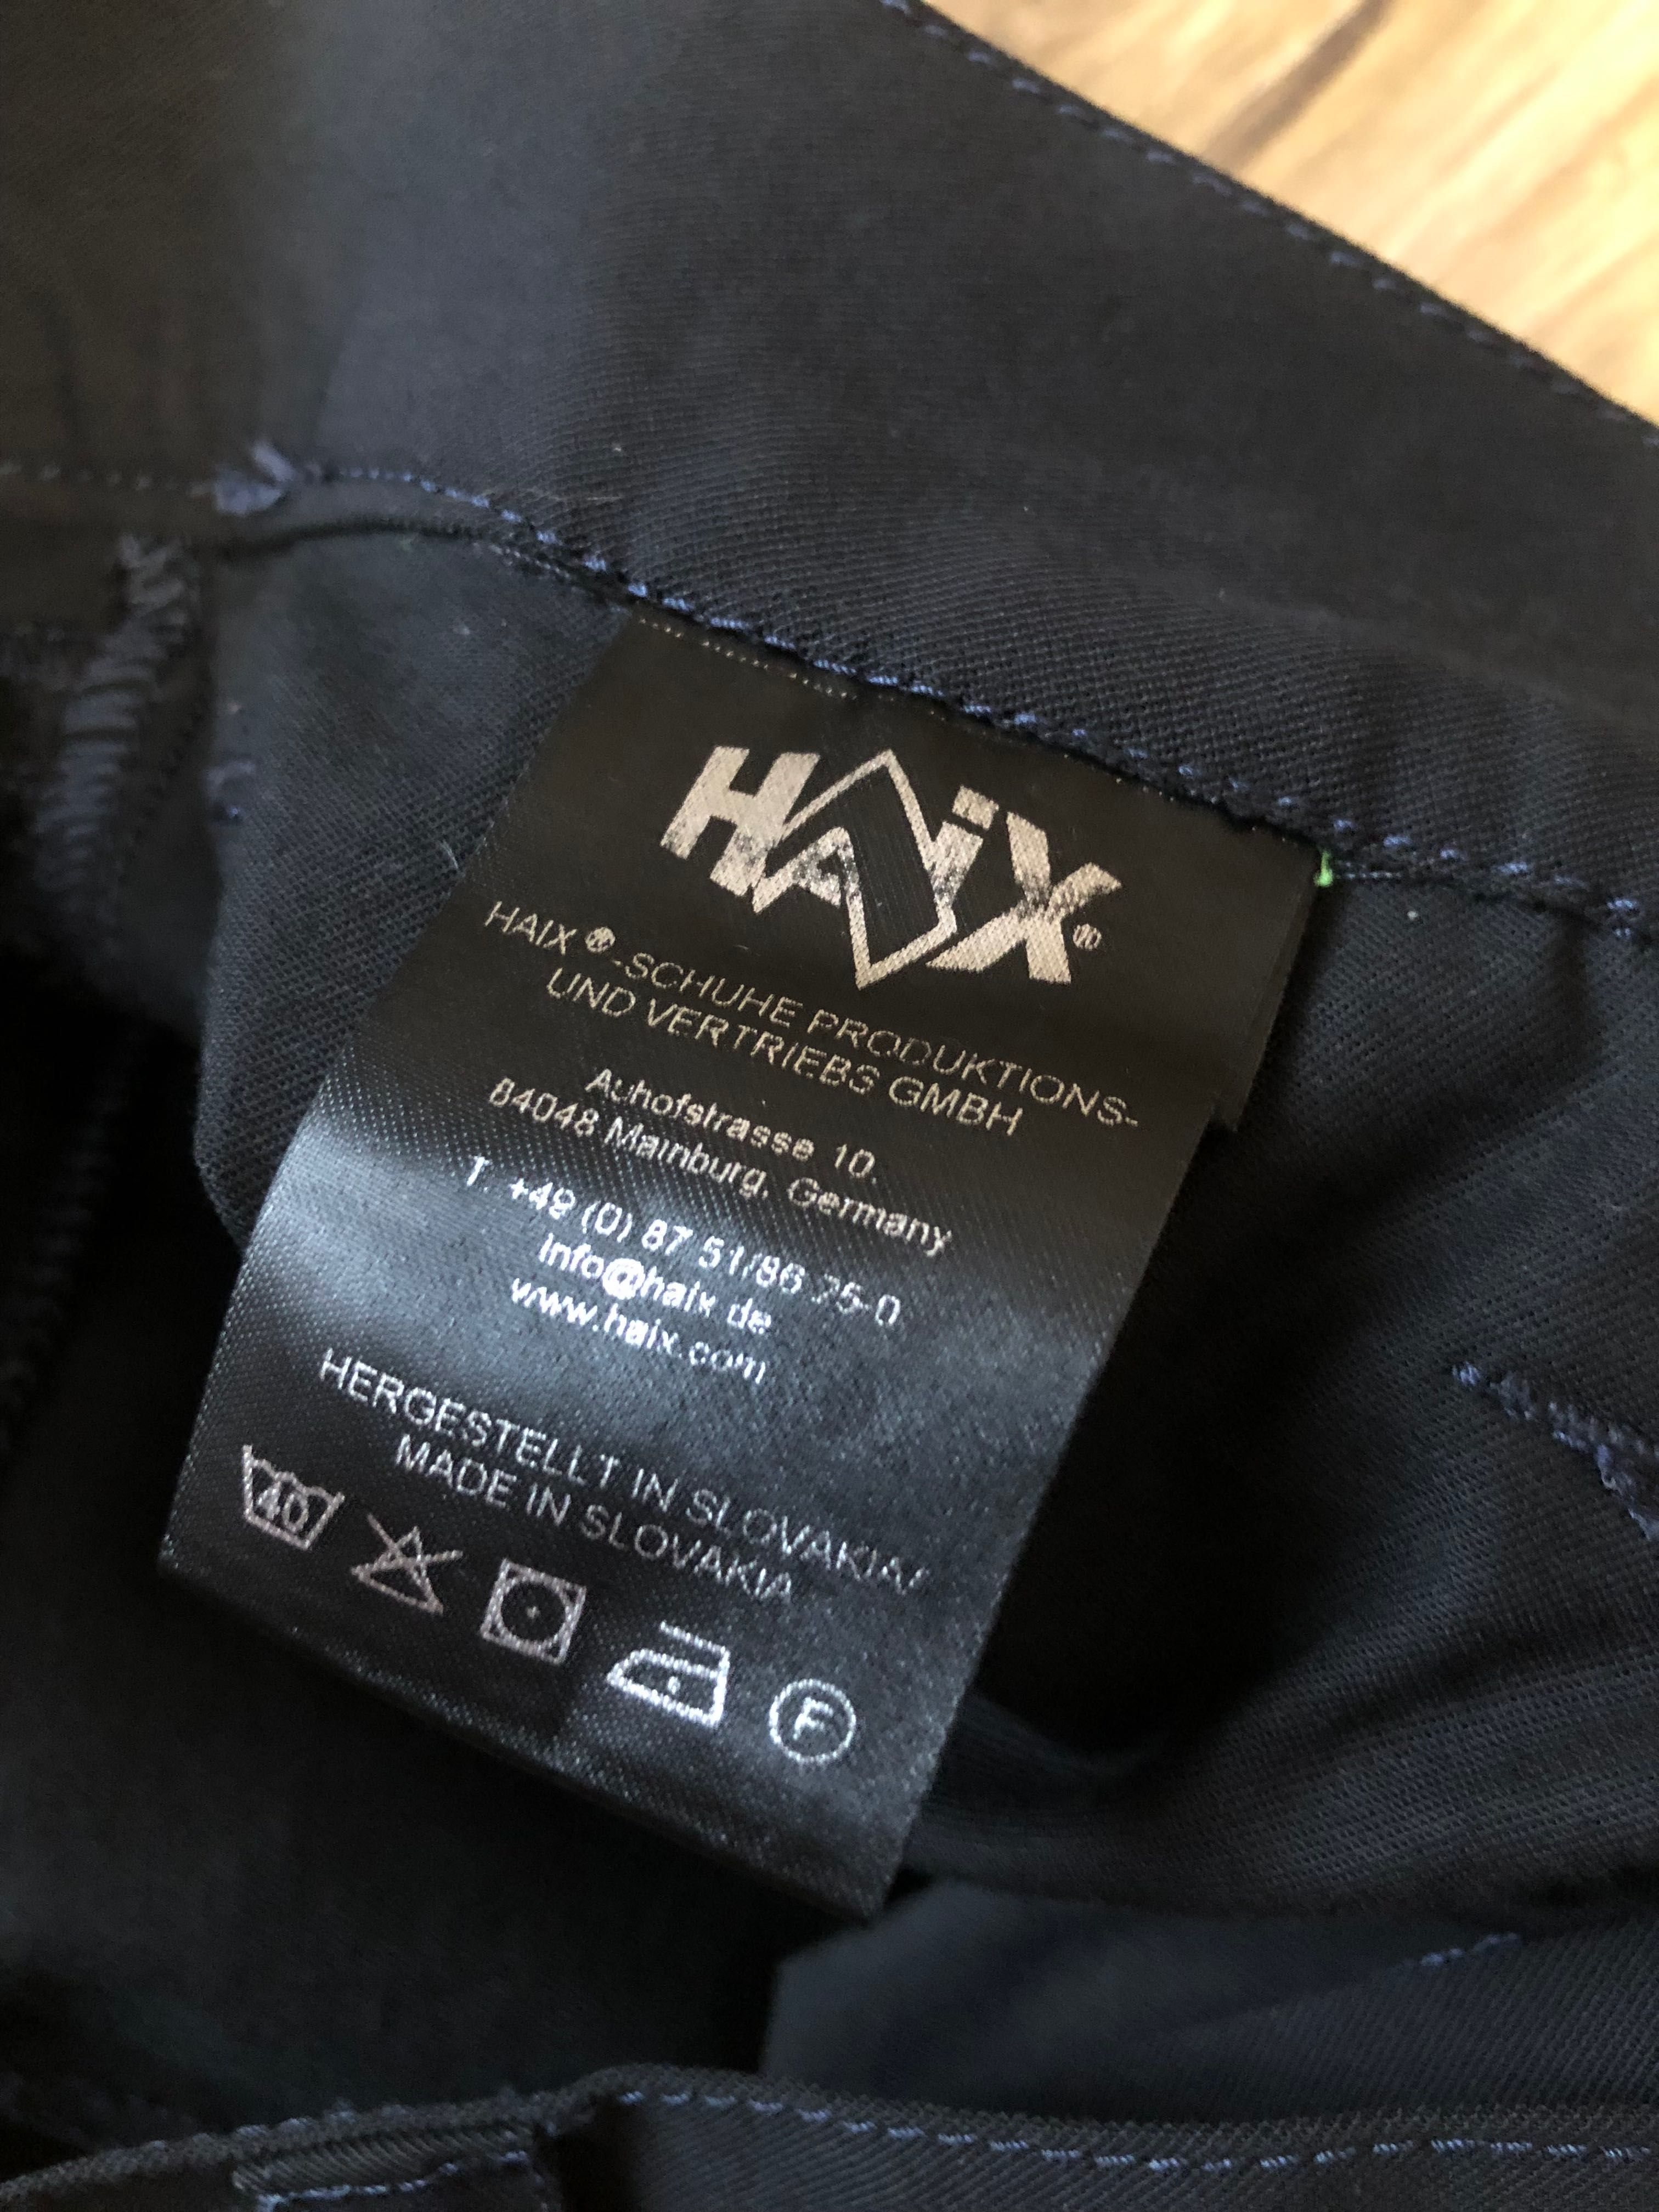 HAIX®
HAIX®-SCHUHE PRODUKTIONS-
UND VERTRIEBS GMBH
Auhofstrasse 10.
84048 Mainburg, Germany
T. +49 (0) 87 51/86 25-0
info@haix.de
www.haix.com
HERGESTELLT IN SLOVAKIA/
MADE IN SLOVAKIA
40
F